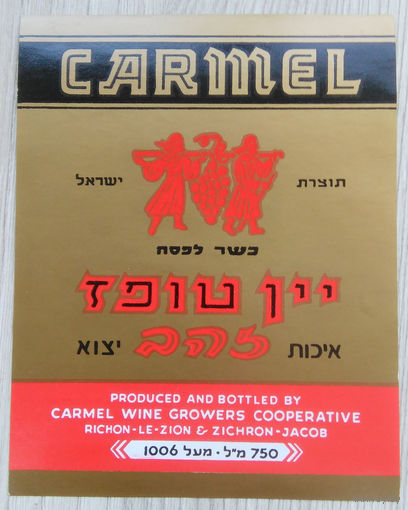 CARMEL
תוצרת ישראל
כשר לפסח
יין טופז
איכות זהב יצוא
PRODUCED AND BOTTLED BY
CARMEL WINE GROWERS COOPERATIVE
RICHON-LE-ZION & ZICHRON-JACOB
750 מ"ל · מעל 1006